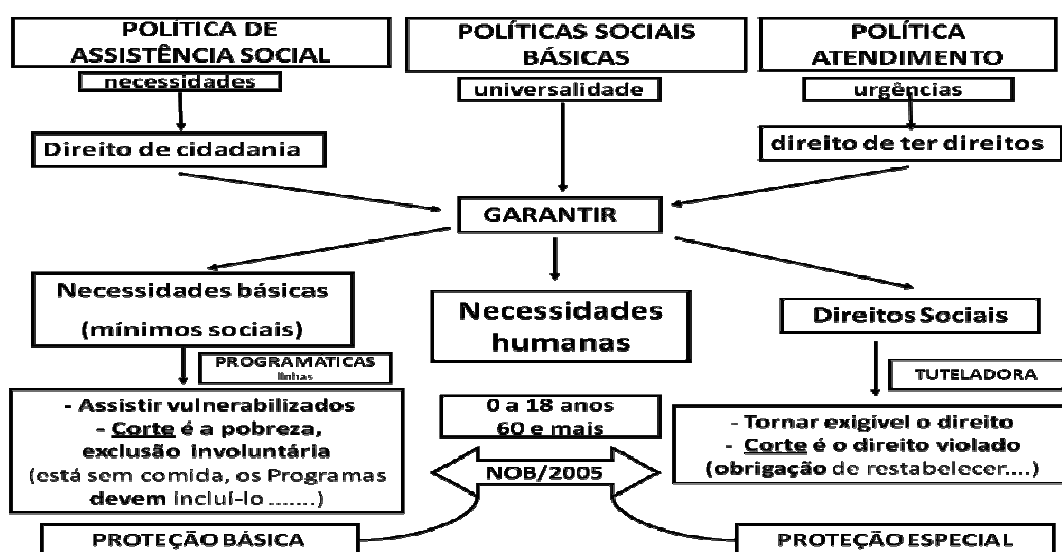 POLÍTICA DE
ASSISTÊNCIA SOCIAL
necessidades
POLÍTICAS SOCIAIS
BÁSICAS
universalidade
POLÍTICA
ATENDIMENTO
urgências
Direito de cidadania
direito de ter direitos
GARANTIR
Necessidades básicas
(mínimos sociais)
Necessidades
humanas
Direitos Sociais
PROGRAMATICAS
linhas
TUTELADORA
- Assistir vulnerabilizados
- Corte é a pobreza,
exclusão involuntária
(está sem comida, os Programas
devem incluí-lo .......)
0 a 18 anos
60 e mais
NOB/2005
- Tornar exigível o direito
- Corte é o direito violado
(obrigação de restabelecer....)
PROTEÇÃO BÁSICA
PROTEÇÃO ESPECIAL